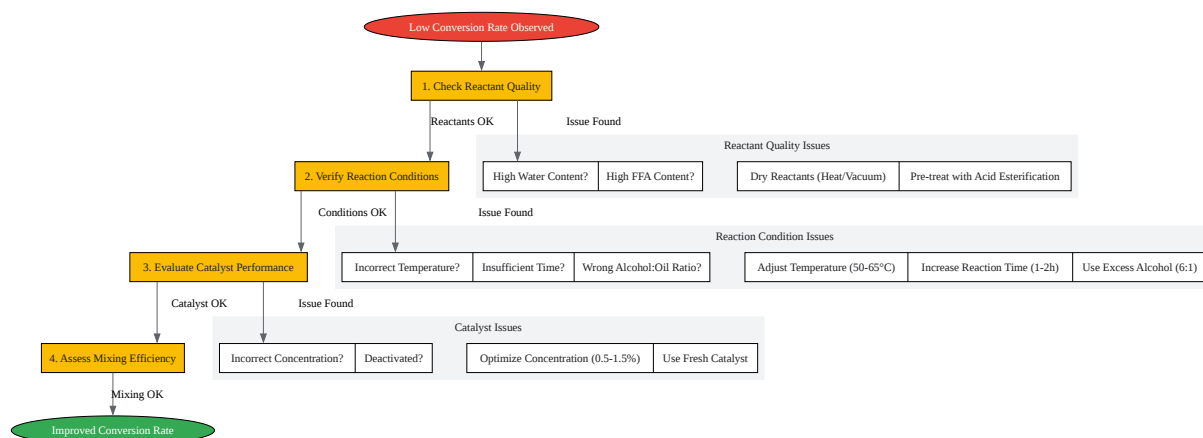 Low Conversion Rate Observed
1. Check Reactant Quality
Reactants OK
Issue Found
Reactant Quality Issues
High Water Content?
High FFA Content?
Dry Reactants (Heat/Vacuum)
Pre-treat with Acid Esterification
2. Verify Reaction Conditions
Conditions OK
Issue Found
Reaction Condition Issues
Incorrect Temperature?
Insufficient Time?
Wrong Alcohol:Oil Ratio?
Adjust Temperature (50-65°C)
Increase Reaction Time (1-2h)
Use Excess Alcohol (6:1)
3. Evaluate Catalyst Performance
Catalyst OK
Issue Found
Catalyst Issues
Incorrect Concentration?
Deactivated?
Optimize Concentration (0.5-1.5%)
Use Fresh Catalyst
4. Assess Mixing Efficiency
Mixing OK
Improved Conversion Rate